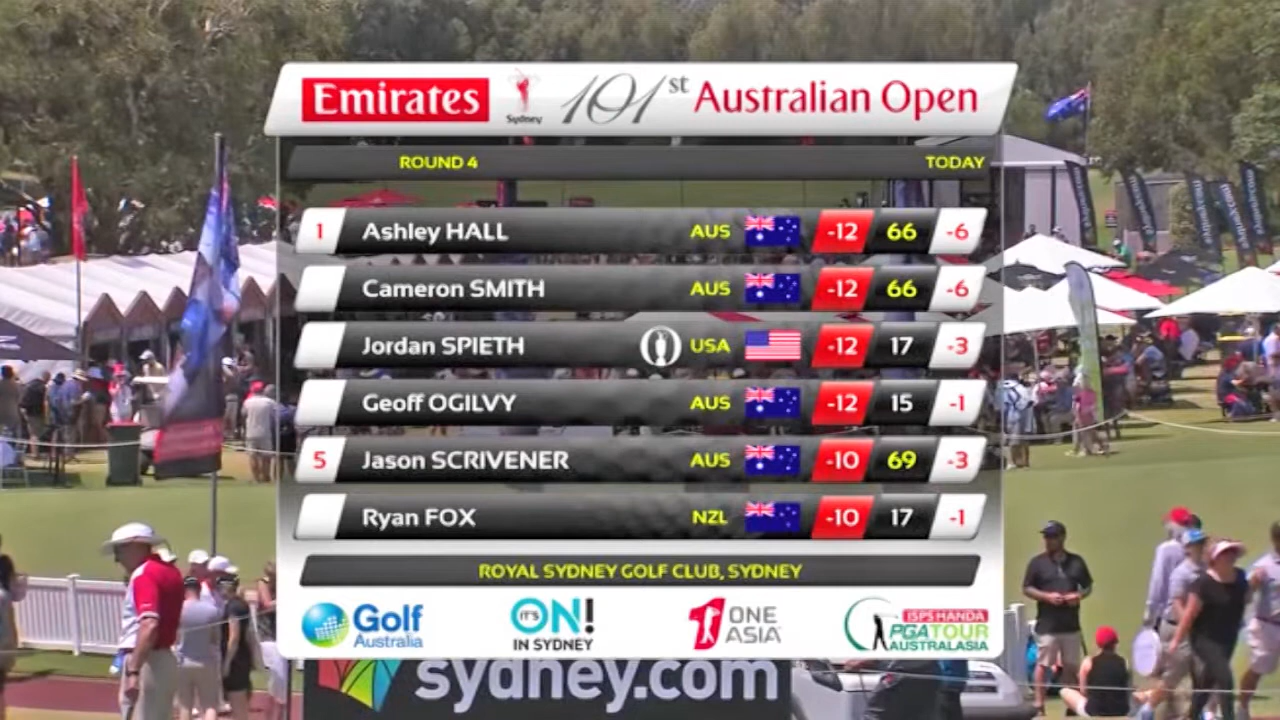 Emirates Sydney 101st Australian Open
ROUND 4 TODAY
1 Ashley HALL AUS -12 66 -6
Cameron SMITH AUS -12 66 -6
Jordan SPIETH USA -12 17 -3
Geoff OGILVY AUS -12 15 -1
5 Jason SCRIVENER AUS -10 69 -3
Ryan FOX NZL -10 17 -1
ROYAL SYDNEY GOLF CLUB, SYDNEY
Golf Australia
IT'S ON! IN SYDNEY
1 ONE ASIA
ISPS HANDA PGA TOUR AUSTRALASIA
sydney.com